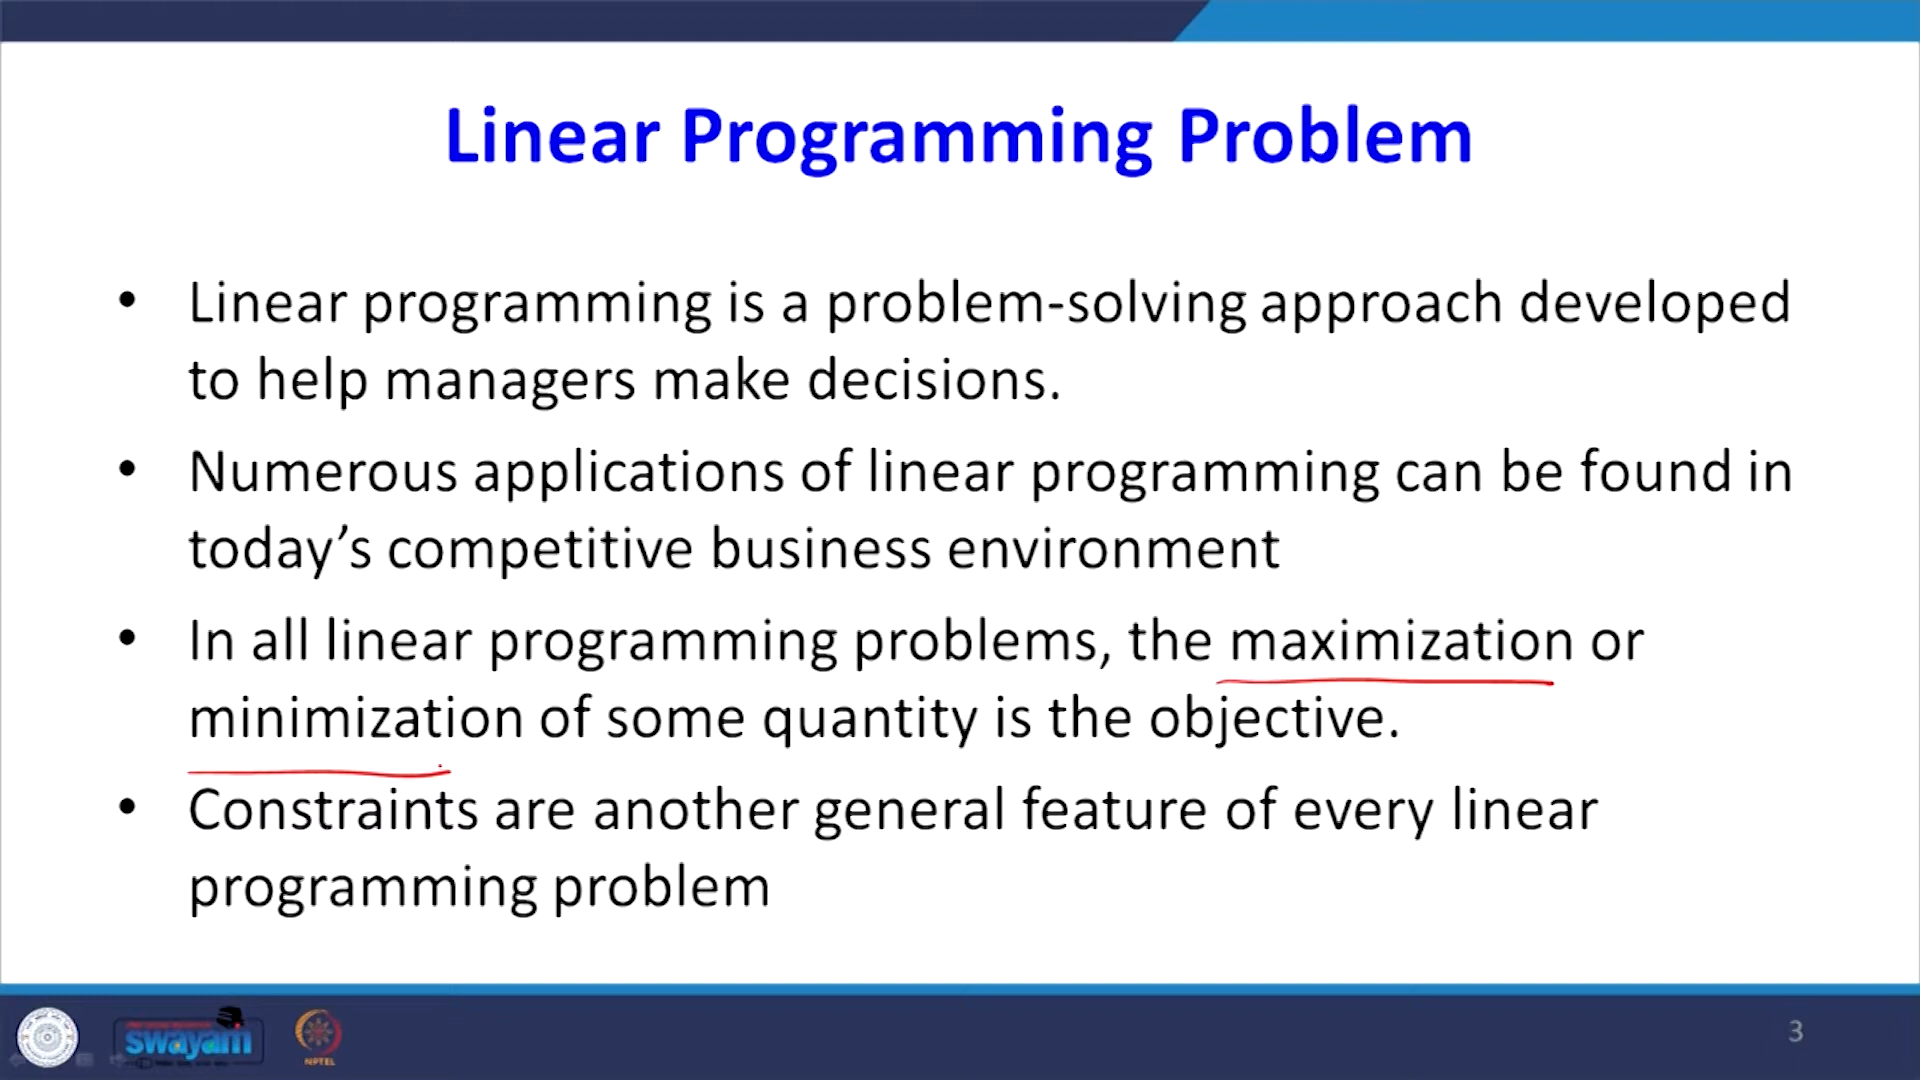 Linear Programming Problem
• Linear programming is a problem-solving approach developed
to help managers make decisions.
• Numerous applications of linear programming can be found in
today’s competitive business environment
• In all linear programming problems, the maximization or
minimization of some quantity is the objective.
• Constraints are another general feature of every linear
programming problem
swayam
NPTEL
3